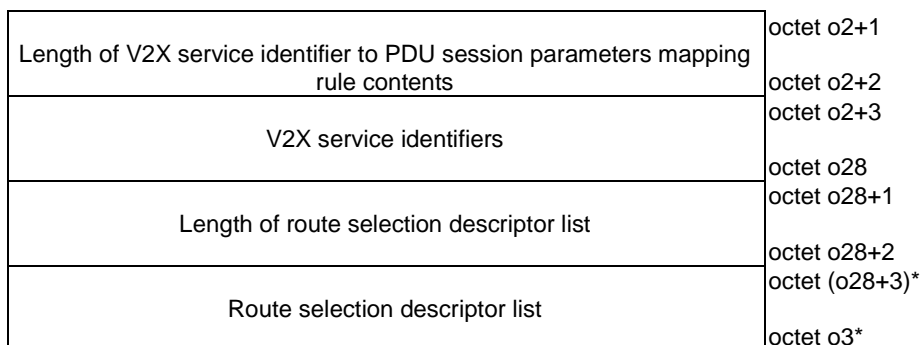 octet o2+1
Length of V2X service identifier to PDU session parameters mapping
rule contents
octet o2+2
octet o2+3
V2X service identifiers
octet o28
octet o28+1
Length of route selection descriptor list
octet o28+2
octet (o28+3)*
Route selection descriptor list
octet o3*